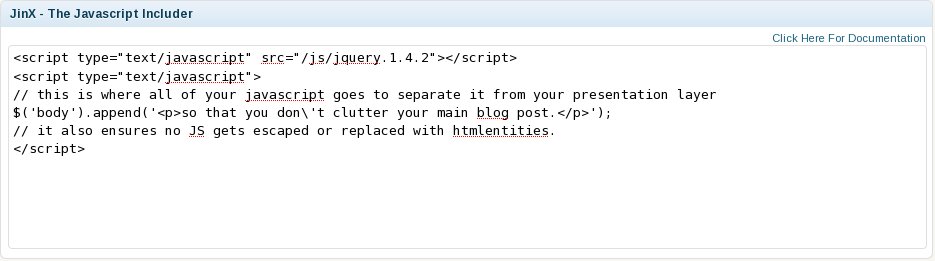 JinX - The Javascript Includer
Click Here For Documentation
<script type="text/javascript" src="/js/jquery.1.4.2"></script>
<script type="text/javascript">
// this is where all of your javascript goes to separate it from your presentation layer
$('body').append('<p>so that you don\'t clutter your main blog post.</p>');
// it also ensures no JS gets escaped or replaced with htmlentities.
</script>